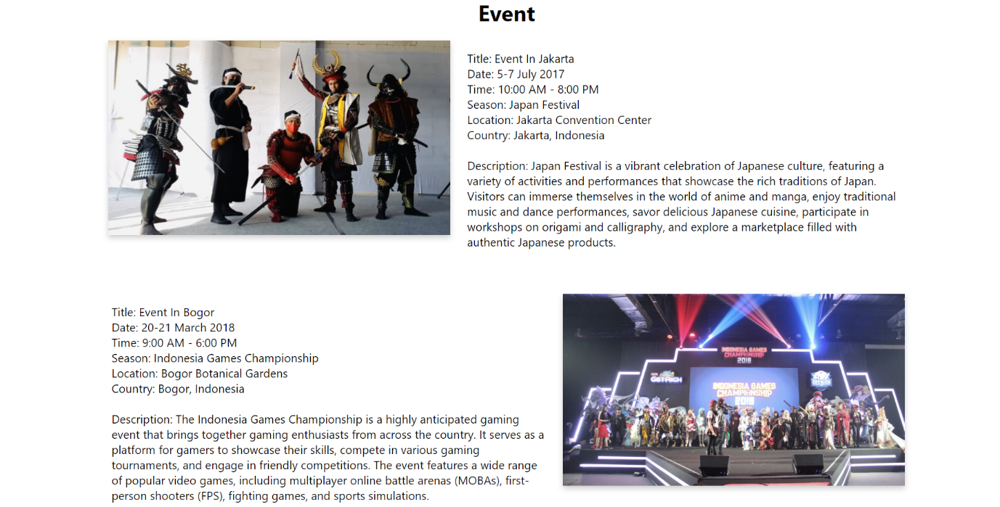 Event
Title: Event In Jakarta
Date: 5-7 July 2017
Time: 10:00 AM - 8:00 PM
Season: Japan Festival
Location: Jakarta Convention Center
Country: Jakarta, Indonesia
Description: Japan Festival is a vibrant celebration of Japanese culture, featuring a
variety of activities and performances that showcase the rich traditions of Japan.
Visitors can immerse themselves in the world of anime and manga, enjoy traditional
music and dance performances, savor delicious Japanese cuisine, participate in
workshops on origami and calligraphy, and explore a marketplace filled with
authentic Japanese products.
Title: Event In Bogor
Date: 20-21 March 2018
Time: 9:00 AM - 6:00 PM
Season: Indonesia Games Championship
Location: Bogor Botanical Gardens
Country: Bogor, Indonesia
Description: The Indonesia Games Championship is a highly anticipated gaming
event that brings together gaming enthusiasts from across the country. It serves as a
platform for gamers to showcase their skills, compete in various gaming
tournaments, and engage in friendly competitions. The event features a wide range
of popular video games, including multiplayer online battle arenas (MOBAs), first-
person shooters (FPS), fighting games, and sports simulations.
INDONESIA GAMES
CHAMPIONSHIP
2018
GETRICH
INDONESIA GAMES
CHAMPIONSHIP
2018